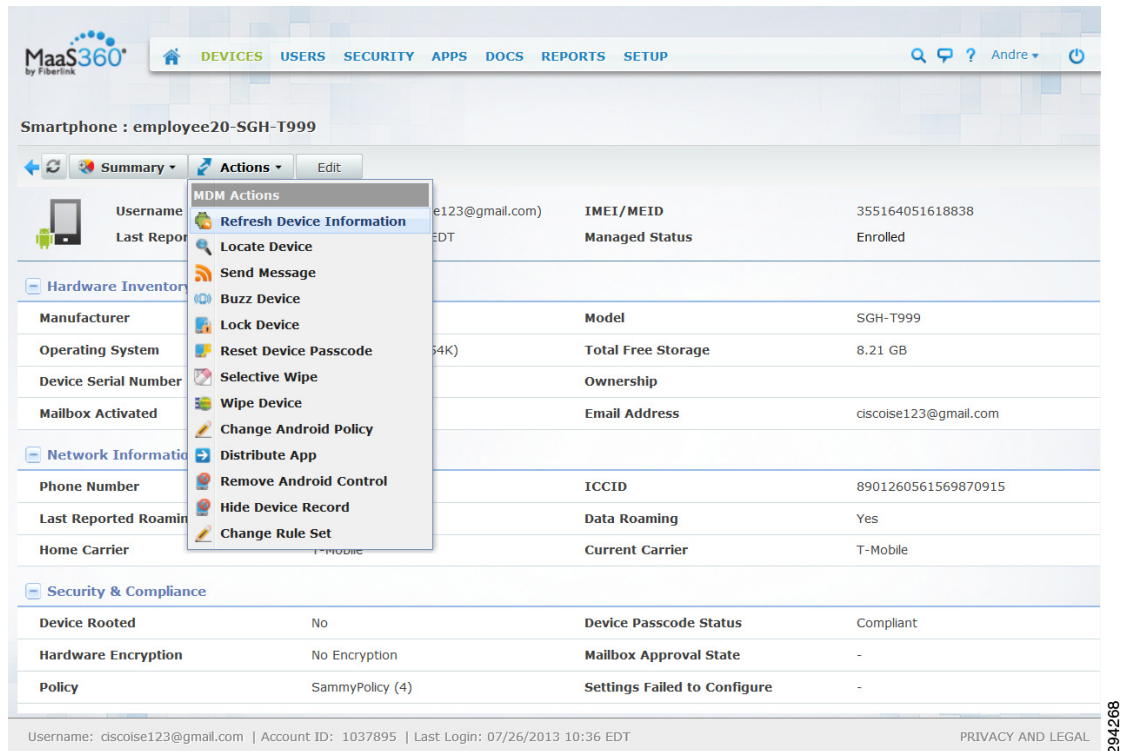 MaaS360
by Fiberlink
DEVICES USERS SECURITY APPS DOCS REPORTS SETUP
? Andre
Smartphone : employee20-SGH-T999
Summary Actions Edit
MDM Actions
Refresh Device Information
Locate Device
Send Message
Buzz Device
Lock Device
Reset Device Passcode
Selective Wipe
Wipe Device
Change Android Policy
Distribute App
Remove Android Control
Hide Device Record
Change Rule Set
Username e123@gmail.com) IMEI/MEID 355164051618838
Last Repor EDT Managed Status Enrolled
Hardware Inventory
Manufacturer Model SGH-T999
Operating System 54K) Total Free Storage 8.21 GB
Device Serial Number Ownership
Mailbox Activated Email Address ciscoise123@gmail.com
Network Informatio
Phone Number ICCID 8901260561569870915
Last Reported Roamin Data Roaming Yes
Home Carrier T-Mobile Current Carrier T-Mobile
Security & Compliance
Device Rooted No Device Passcode Status Compliant
Hardware Encryption No Encryption Mailbox Approval State -
Policy SammyPolicy (4) Settings Failed to Configure -
Username: ciscoise123@gmail.com | Account ID: 1037895 | Last Login: 07/26/2013 10:36 EDT PRIVACY AND LEGAL
294268